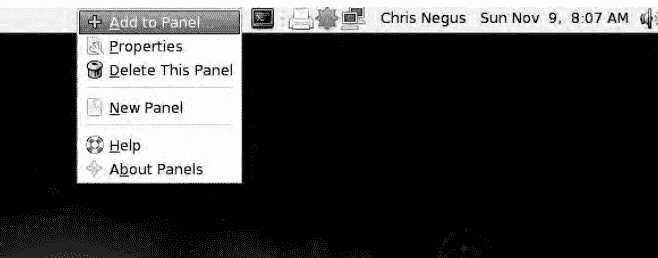 Add to Panel
Chris Negus Sun Nov 9, 8:07 AM
Properties
Delete This Panel
New Panel
Help
About Panels